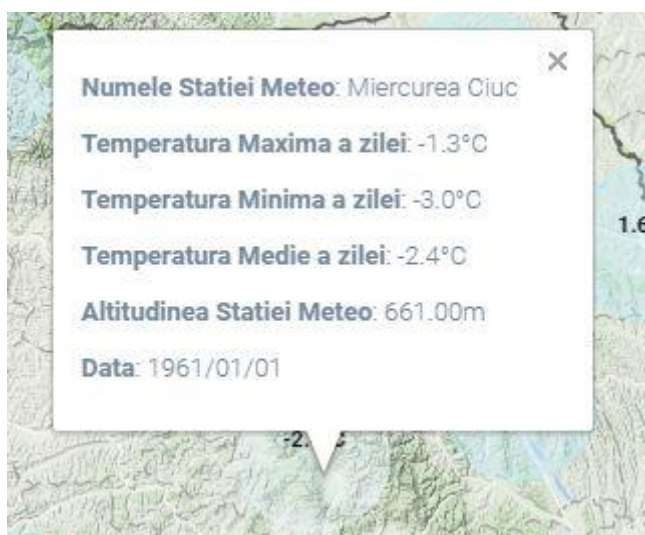 Numele Statiei Meteo: Miercurea Ciuc
Temperatura Maxima a zilei: -1.3°C
Temperatura Minima a zilei: -3.0°C
Temperatura Medie a zilei: -2.4°C
Altitudinea Statiei Meteo: 661.00m
Data: 1961/01/01